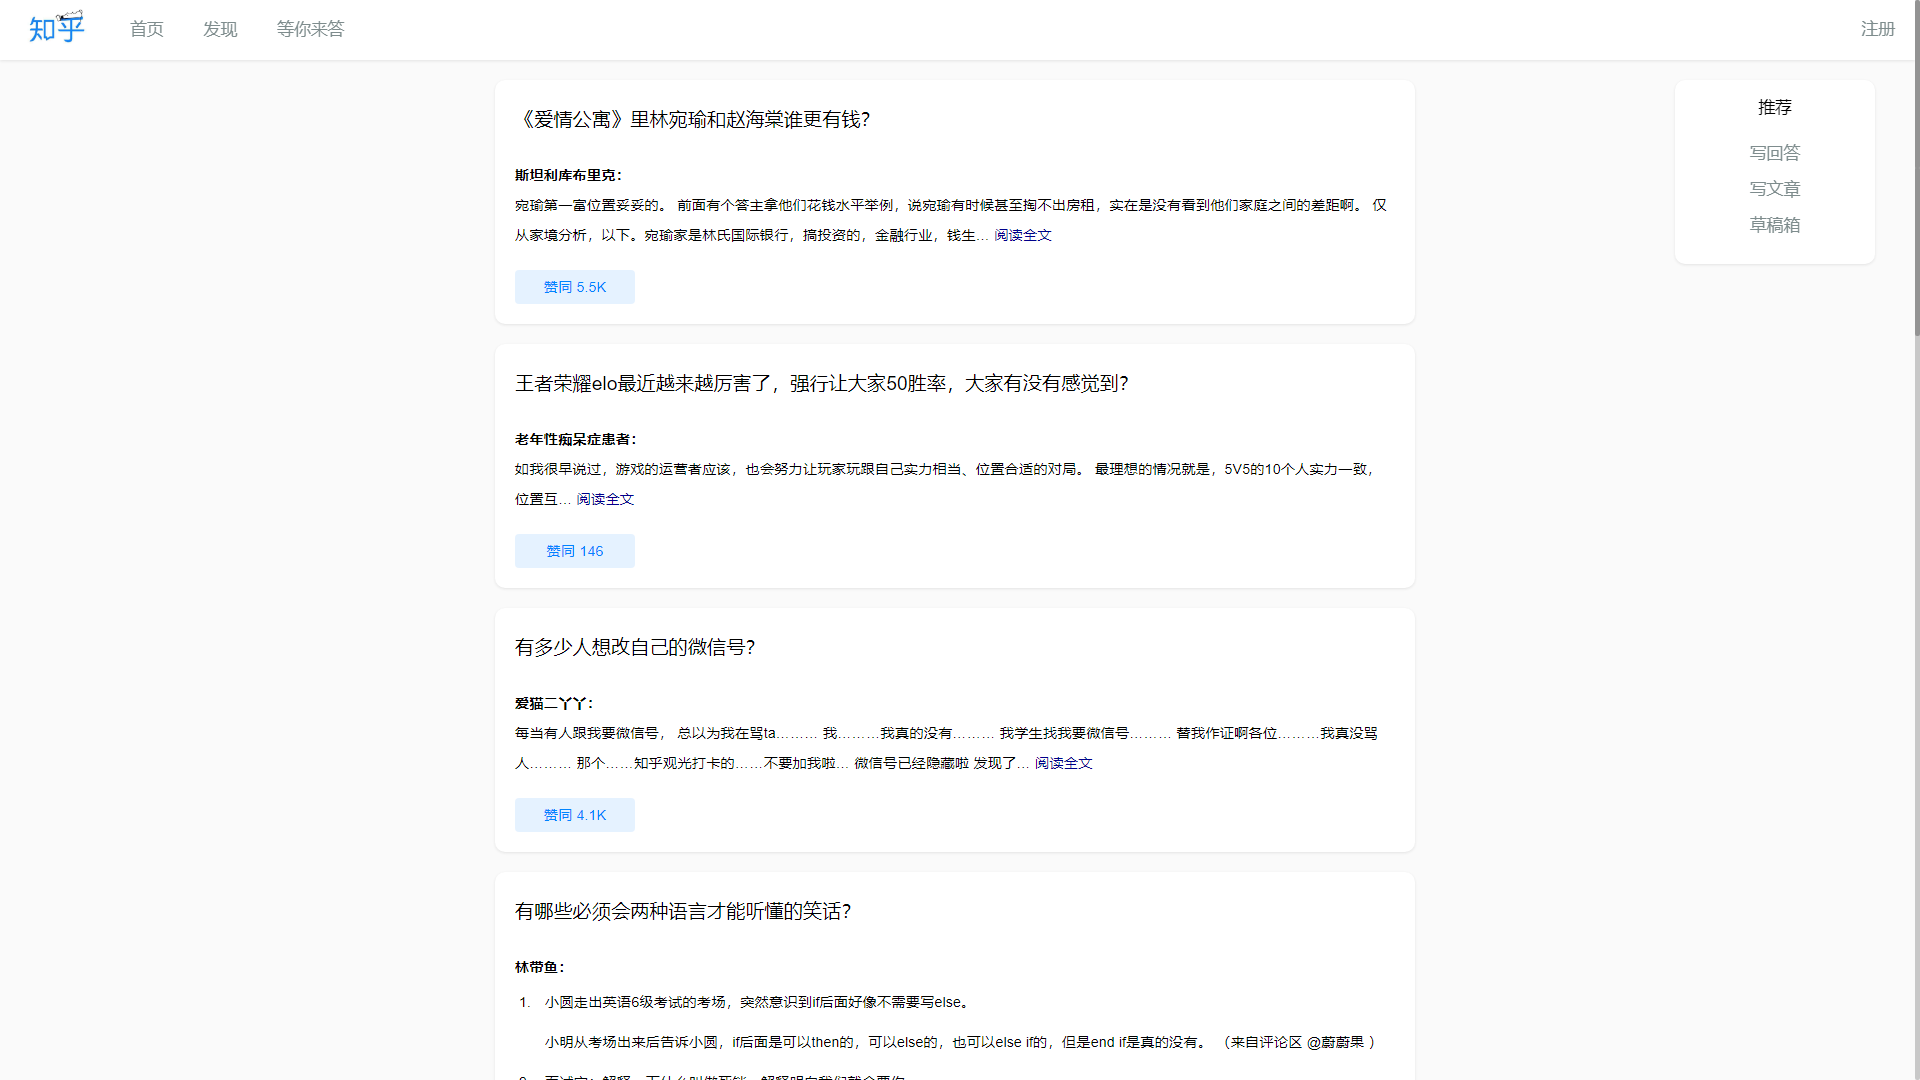 知乎 首页 发现 等你来答 注册
《爱情公寓》里林宛瑜和赵海棠谁更有钱？
斯坦利库布里克：
宛瑜第一富位置妥妥的。 前面有个答主拿他们花钱水平举例，说宛瑜有时候甚至掏不出房租，实在是没有看到他们家庭之间的差距啊。 仅
从家境分析，以下。宛瑜家是林氏国际银行，搞投资的，金融行业，钱生... 阅读全文
赞同 5.5K
推荐
写回答
写文章
草稿箱
王者荣耀elo最近越来越厉害了，强行让大家50胜率，大家有没有感觉到？
老年性痴呆症患者：
如我很早说过，游戏的运营者应该，也会努力让玩家玩跟自己实力相当、位置合适的对局。 最理想的情况就是，5V5的10个人实力一致，
位置互... 阅读全文
赞同 146
有多少人想改自己的微信号？
爱猫二丫丫：
每当有人跟我要微信号， 总以为我在骂ta……… 我………我真的没有……… 我学生找我要微信号……… 替我作证啊各位………我真没骂
人……… 那个……知乎观光打卡的……不要加我啦… 微信号已经隐藏啦 发现了... 阅读全文
赞同 4.1K
有哪些必须会两种语言才能听懂的笑话？
林带鱼：
1. 小圆走出英语6级考试的考场，突然意识到if后面好像不需要写else。
小明从考场出来后告诉小圆，if后面是可以then的，可以else的，也可以else if的，但是end if是真的没有。 （来自评论区 @蔚蔚果 ）